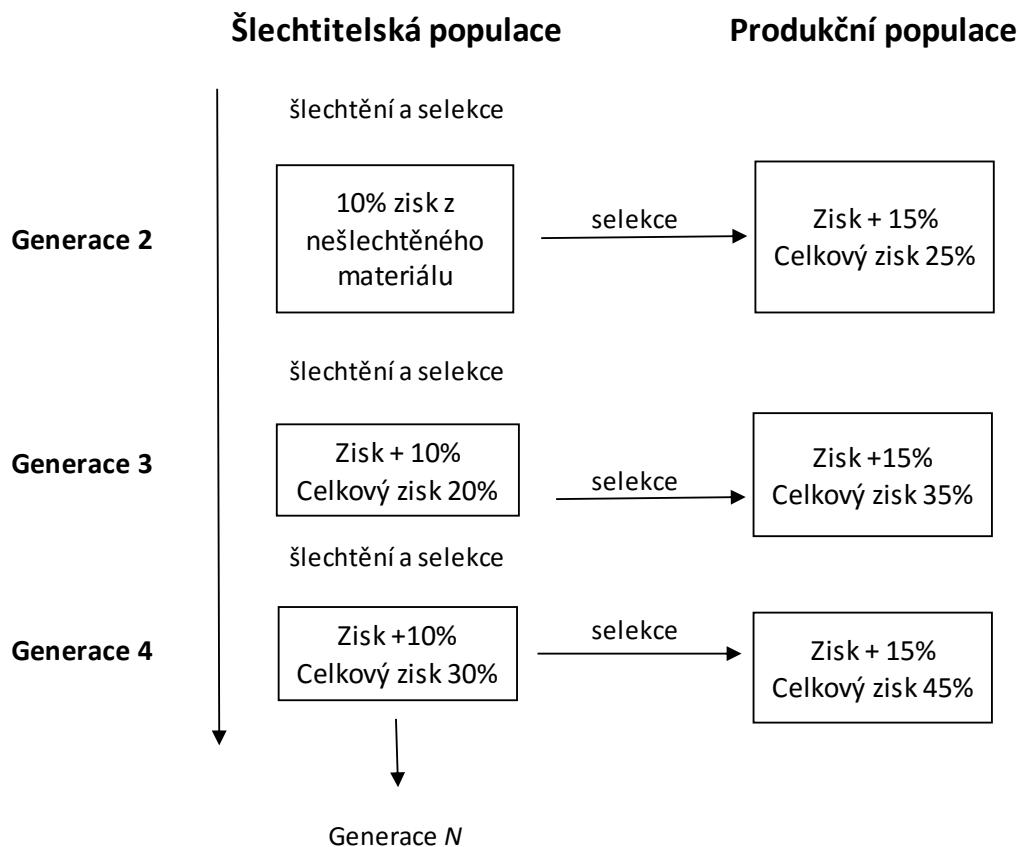 Šlechtitelská populace
Produkční populace
šlechtění a selekce
Generace 2
10% zisk z
nešlechtěného
materiálu
selekce
Zisk + 15%
Celkový zisk 25%
šlechtění a selekce
Generace 3
Zisk + 10%
Celkový zisk 20%
selekce
Zisk +15%
Celkový zisk 35%
šlechtění a selekce
Generace 4
Zisk +10%
Celkový zisk 30%
selekce
Zisk + 15%
Celkový zisk 45%
Generace N